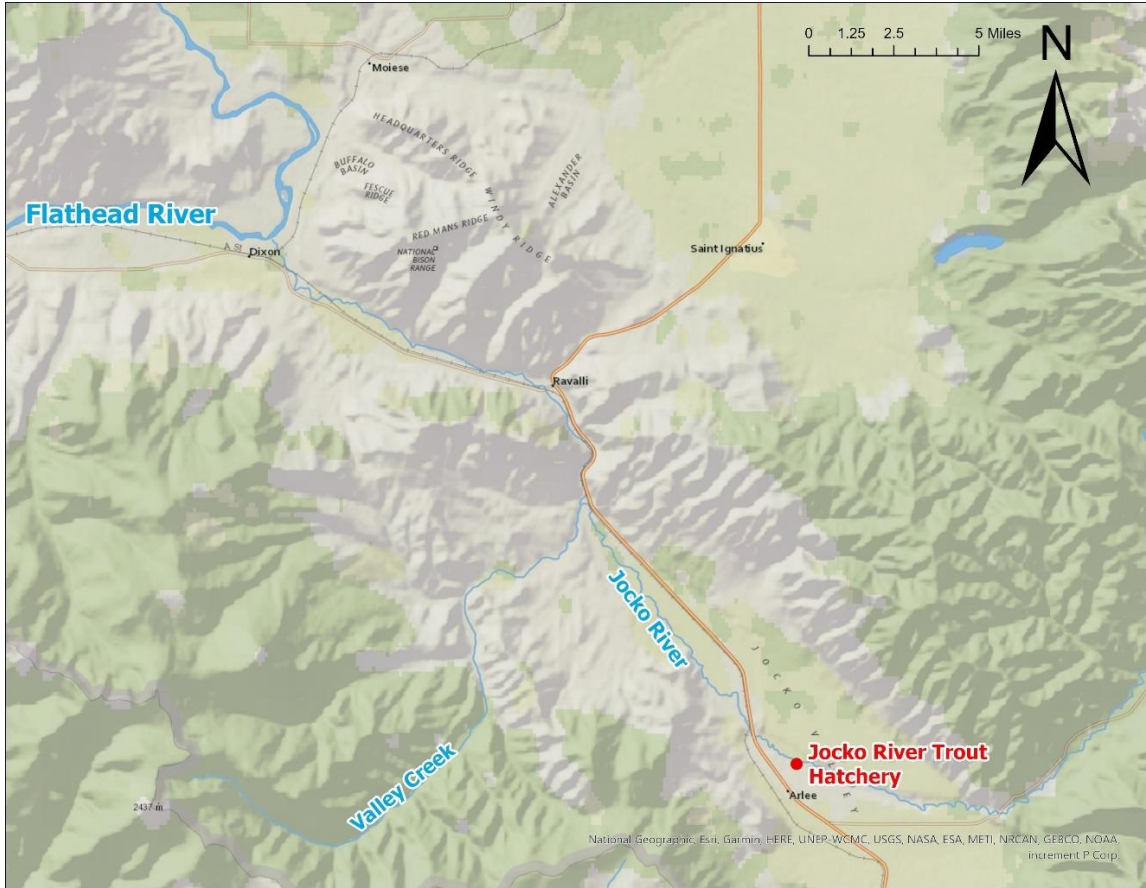 0 1.25 2.5 5 Miles
N
Moiese
HEADQUARTERS RIDGE
BUFFALO
BASIN
FESCUE
RIDGE
ALEXANDER
BASIN
WINDY RIDGE
RED MANS RIDGE
NATIONAL
BISON
RANGE
Flathead River
A St
Dixon
Saint Ignatius
Ravalli
Jocko River
JOCKO VALLEY
Jocko River Trout
Hatchery
Valley Creek
Arlee
2437 m
National Geographic, Esri, Garmin, HERE, UNEP-WCMC, USGS, NASA, ESA, METI, NRCAN, GEBCO, NOAA,
increment P Corp.